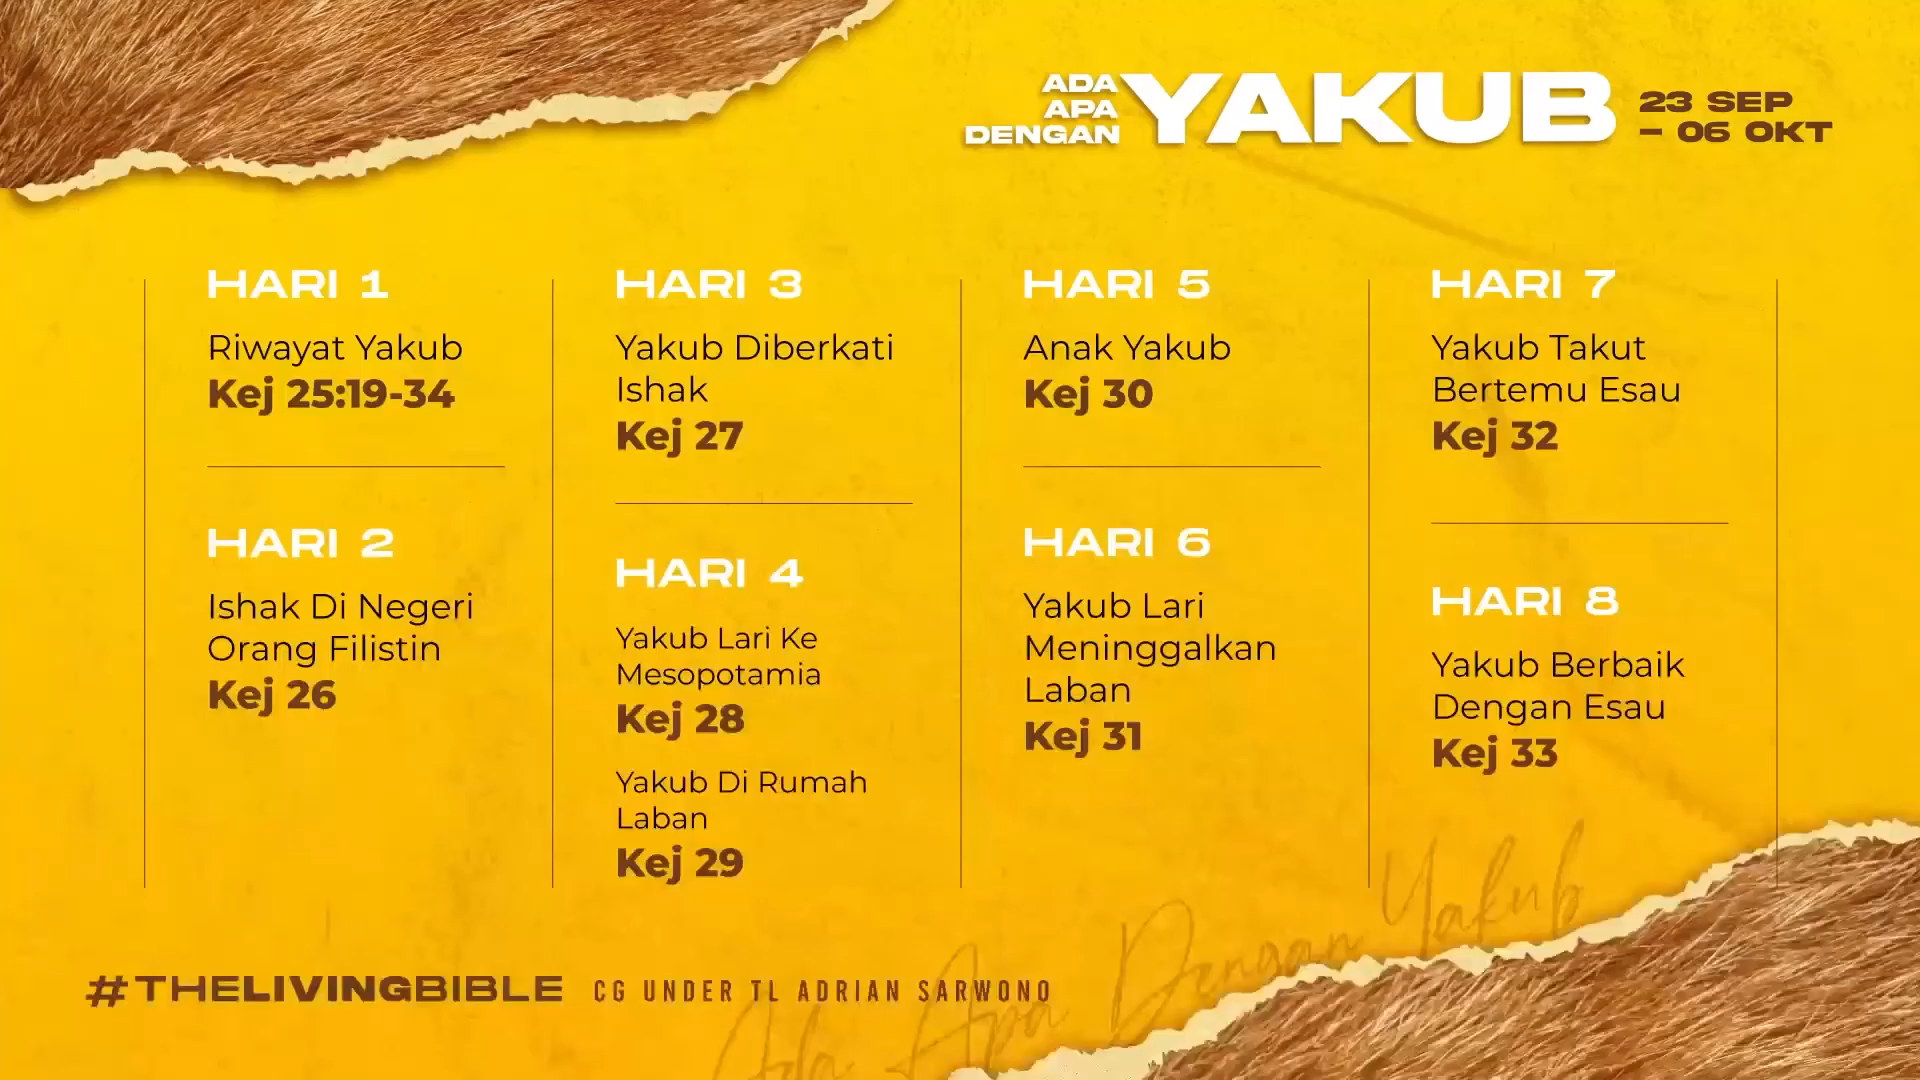 ADA
APA
DENGAN
YAKUB
23 SEP
- 06 OKT
HARI 1
Riwayat Yakub
Kej 25:19-34
HARI 2
Ishak Di Negeri
Orang Filistin
Kej 26
HARI 3
Yakub Diberkati
Ishak
Kej 27
HARI 4
Yakub Lari Ke
Mesopotamia
Kej 28
Yakub Di Rumah
Laban
Kej 29
HARI 5
Anak Yakub
Kej 30
HARI 6
Yakub Lari
Meninggalkan
Laban
Kej 31
HARI 7
Yakub Takut
Bertemu Esau
Kej 32
HARI 8
Yakub Berbaik
Dengan Esau
Kej 33
Ada Apa Dengan Yakub
#THELIVINGBIBLE CG UNDER TL ADRIAN SARWONO